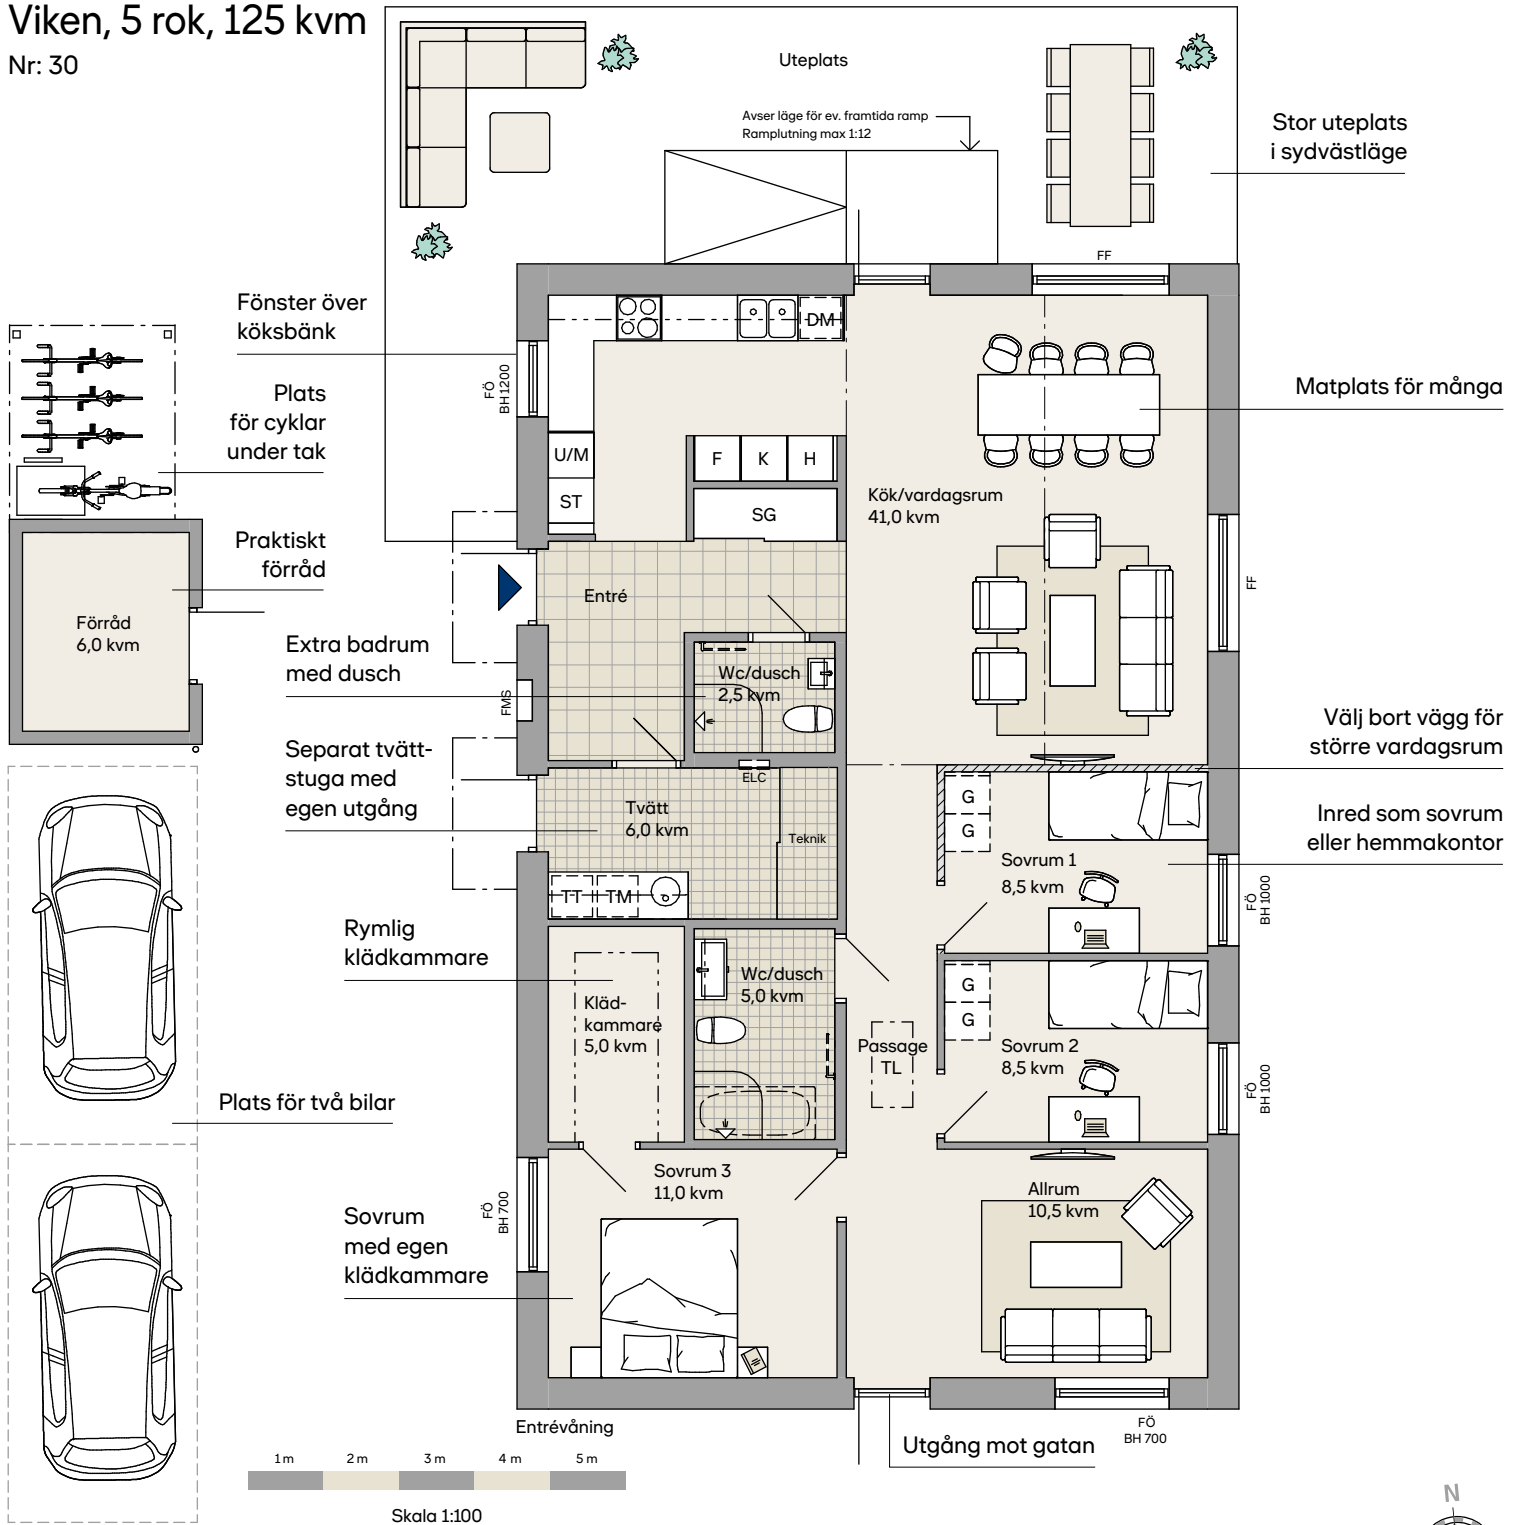 Viken, 5 rok, 125 kvm
Nr: 30
Uteplats
Avser läge för ev. framtida ramp
Ramplutning max 1:12
Stor uteplats
i sydvästläge
FF
Fönster över
köksbänk
FÖ
BH 1200
DM
Plats
för cyklar
under tak
Matplats för många
U/M
ST
F
K
H
SG
Kök/vardagsrum
41,0 kvm
Praktiskt
förråd
Förråd
6,0 kvm
Entré
FF
Extra badrum
med dusch
Wc/dusch
2,5 kvm
FMS
Separat tvätt-
stuga med
egen utgång
ELC
Tvätt
6,0 kvm
Teknik
TT
TM
Välj bort vägg för
större vardagsrum
G
G
Inred som sovrum
eller hemmakontor
Sovrum 1
8,5 kvm
FÖ
BH 1000
Rymlig
klädkammare
Kläd-
kammare
5,0 kvm
Wc/dusch
5,0 kvm
Passage
TL
G
G
Sovrum 2
8,5 kvm
FÖ
BH 1000
Plats för två bilar
Sovrum 3
11,0 kvm
Allrum
10,5 kvm
FÖ
BH 700
Sovrum
med egen
klädkammare
Entrévåning
FÖ
BH 700
Utgång mot gatan
1 m
2 m
3 m
4 m
5 m
Skala 1:100
N